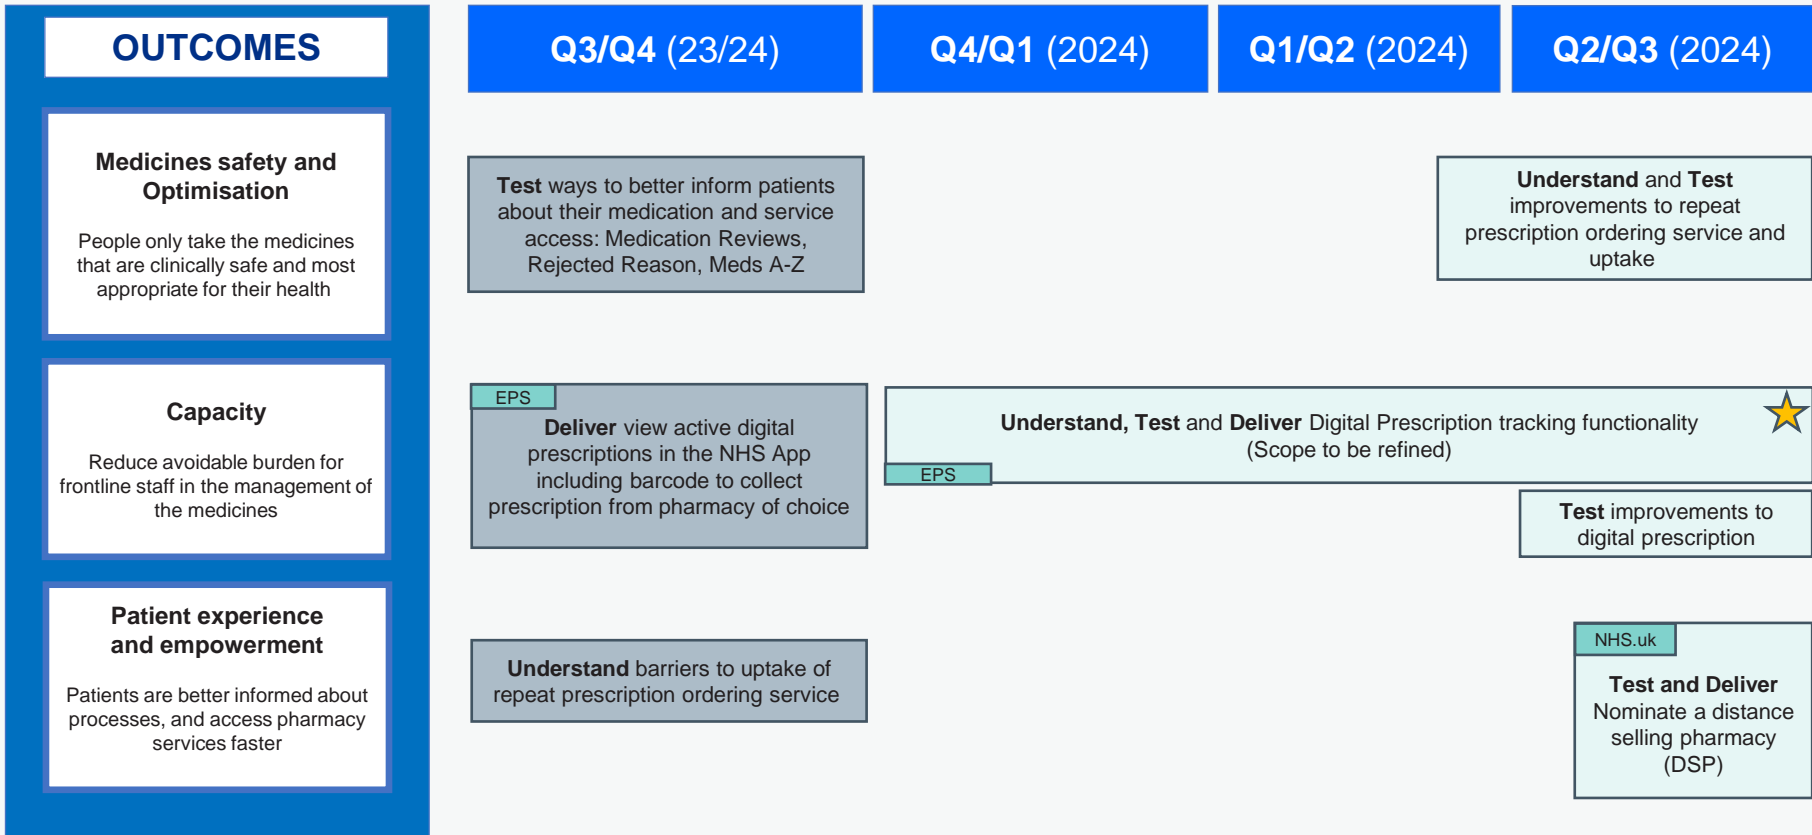 OUTCOMES
Q3/Q4 (23/24)
Q4/Q1 (2024)
Q1/Q2 (2024)
Q2/Q3 (2024)
Medicines safety and
Optimisation
People only take the medicines
that are clinically safe and most
appropriate for their health
Test ways to better inform patients
about their medication and service
access: Medication Reviews,
Rejected Reason, Meds A-Z
Understand and Test
improvements to repeat
prescription ordering service and
uptake
Capacity
Reduce avoidable burden for
frontline staff in the management of
the medicines
EPS
Deliver view active digital
prescriptions in the NHS App
including barcode to collect
prescription from pharmacy of choice
Understand, Test and Deliver Digital Prescription tracking functionality
(Scope to be refined)
EPS
Test improvements to
digital prescription
Patient experience
and empowerment
Patients are better informed about
processes, and access pharmacy
services faster
Understand barriers to uptake of
repeat prescription ordering service
NHS.uk
Test and Deliver
Nominate a distance
selling pharmacy
(DSP)